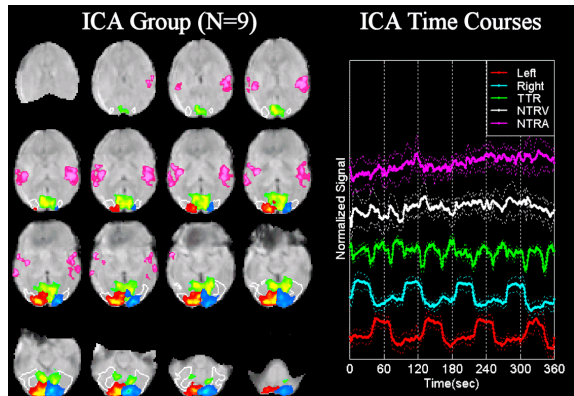 ICA Group (N=9)
ICA Time Courses
Left
Right
TTR
NTRV
NTRA
Normalized Signal
0 60 120 180 240 300 360
Time(sec)